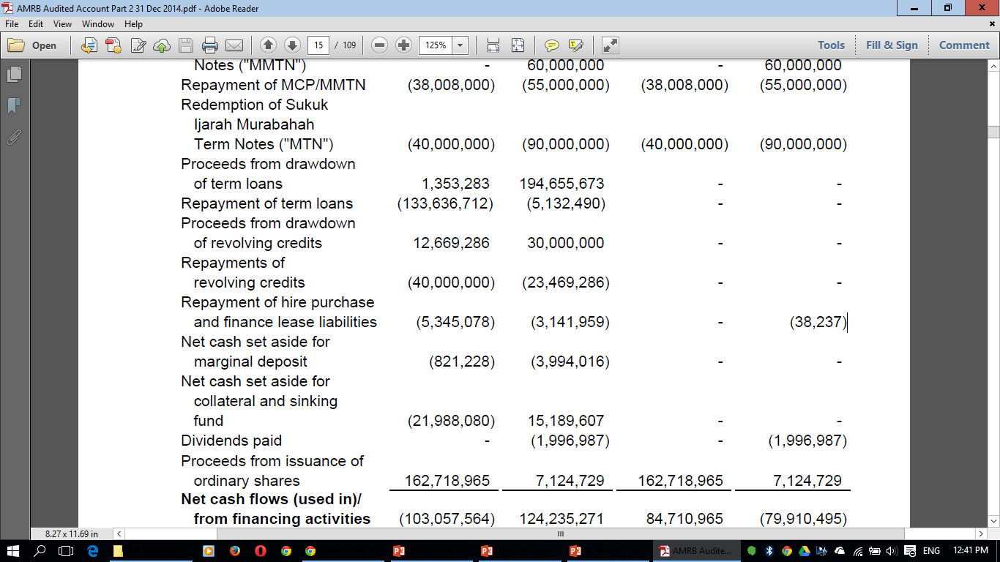 AMRB Audited Account Part 2 31 Dec 2014.pdf - Adobe Reader
File Edit View Window Help
Open 15 / 109 125% Tools Fill & Sign Comment
Notes ("MMTN") - 60,000,000 - 60,000,000
Repayment of MCP/MMTN (38,008,000) (55,000,000) (38,008,000) (55,000,000)
Redemption of Sukuk
Ijarah Murabahah
Term Notes ("MTN") (40,000,000) (90,000,000) (40,000,000) (90,000,000)
Proceeds from drawdown
of term loans 1,353,283 194,655,673 - -
Repayment of term loans (133,636,712) (5,132,490) - -
Proceeds from drawdown
of revolving credits 12,669,286 30,000,000 - -
Repayments of
revolving credits (40,000,000) (23,469,286) - -
Repayment of hire purchase
and finance lease liabilities (5,345,078) (3,141,959) - (38,237)
Net cash set aside for
marginal deposit (821,228) (3,994,016) - -
Net cash set aside for
collateral and sinking
fund (21,988,080) 15,189,607 - -
Dividends paid - (1,996,987) - (1,996,987)
Proceeds from issuance of
ordinary shares 162,718,965 7,124,729 162,718,965 7,124,729
Net cash flows (used in)/
from financing activities (103,057,564) 124,235,271 84,710,965 (79,910,495)
8.27 x 11.69 in
AMRB Audite... ENG 12:41 PM